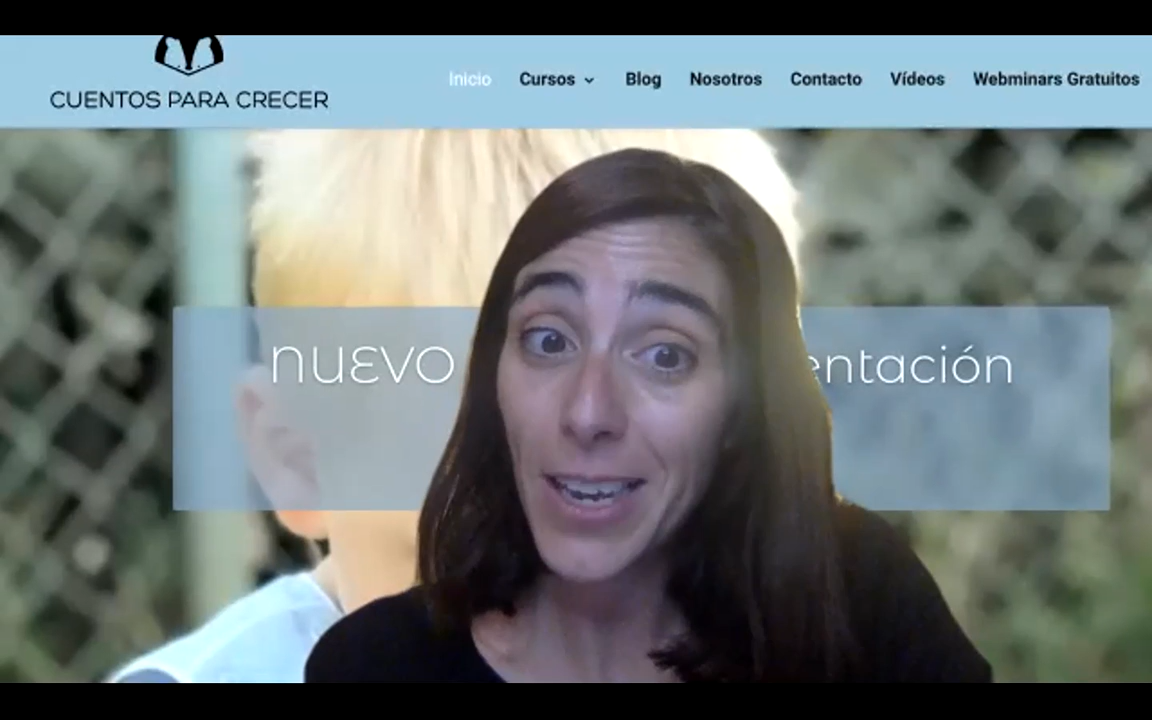 CUENTOS PARA CRECER
Inicio Cursos Blog Nosotros Contacto Vídeos Webminars Gratuitos
nuevo entación